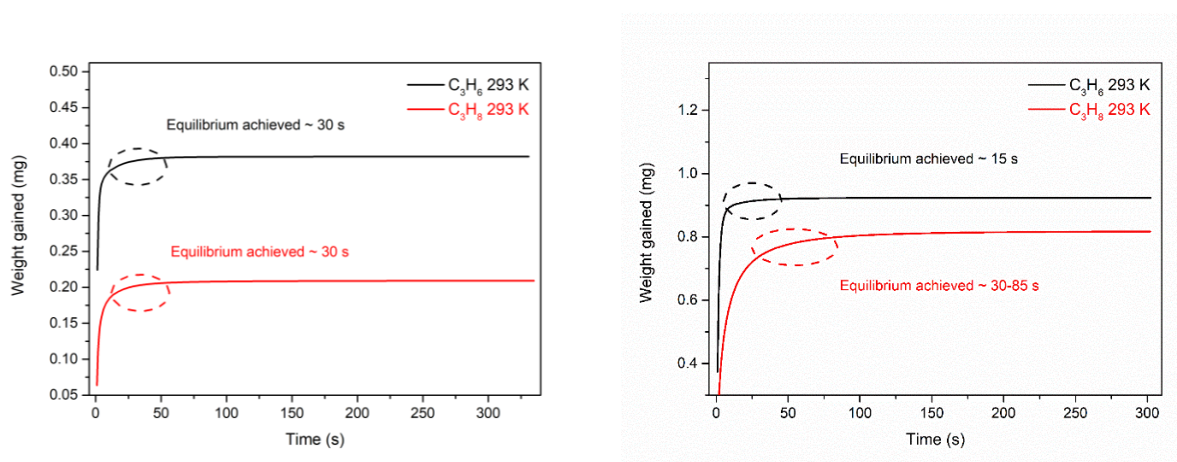 C₃H₆ 293 K
C₃H₈ 293 K
Equilibrium achieved ~ 30 s
Equilibrium achieved ~ 30 s
Weight gained (mg)
0.50
0.45
0.40
0.35
0.30
0.25
0.20
0.15
0.10
0.05
0 50 100 150 200 250 300
Time (s)
C₃H₆ 293 K
C₃H₈ 293 K
Equilibrium achieved ~ 15 s
Equilibrium achieved ~ 30-85 s
Weight gained (mg)
1.2
1.0
0.8
0.6
0.4
0 50 100 150 200 250 300
Time (s)